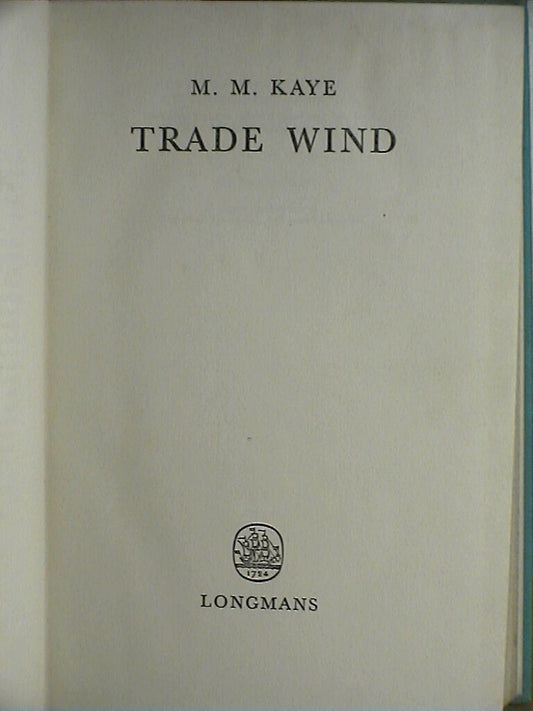 M. M. KAYE
TRADE WIND
1724
LONGMANS